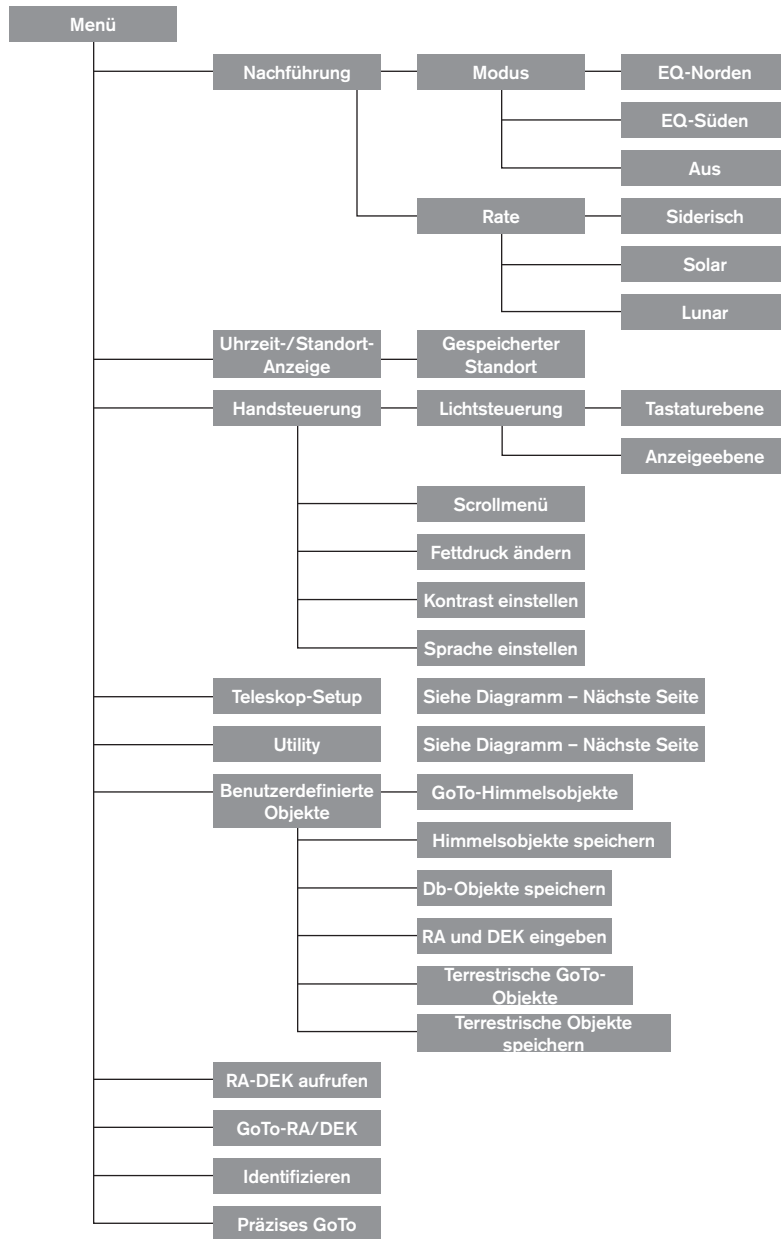 Menü
Nachführung
Modus
EQ-Norden
EQ-Süden
Aus
Rate
Siderisch
Solar
Lunar
Uhrzeit-/Standort-
Anzeige
Gespeicherter
Standort
Handsteuerung
Lichtsteuerung
Tastaturebene
Anzeigeebene
Scrollmenü
Fettdruck ändern
Kontrast einstellen
Sprache einstellen
Teleskop-Setup
Siehe Diagramm – Nächste Seite
Utility
Siehe Diagramm – Nächste Seite
Benutzerdefinierte
Objekte
GoTo-Himmelsobjekte
Himmelsobjekte speichern
Db-Objekte speichern
RA und DEK eingeben
Terrestrische GoTo-
Objekte
Terrestrische Objekte
speichern
RA-DEK aufrufen
GoTo-RA/DEK
Identifizieren
Präzises GoTo